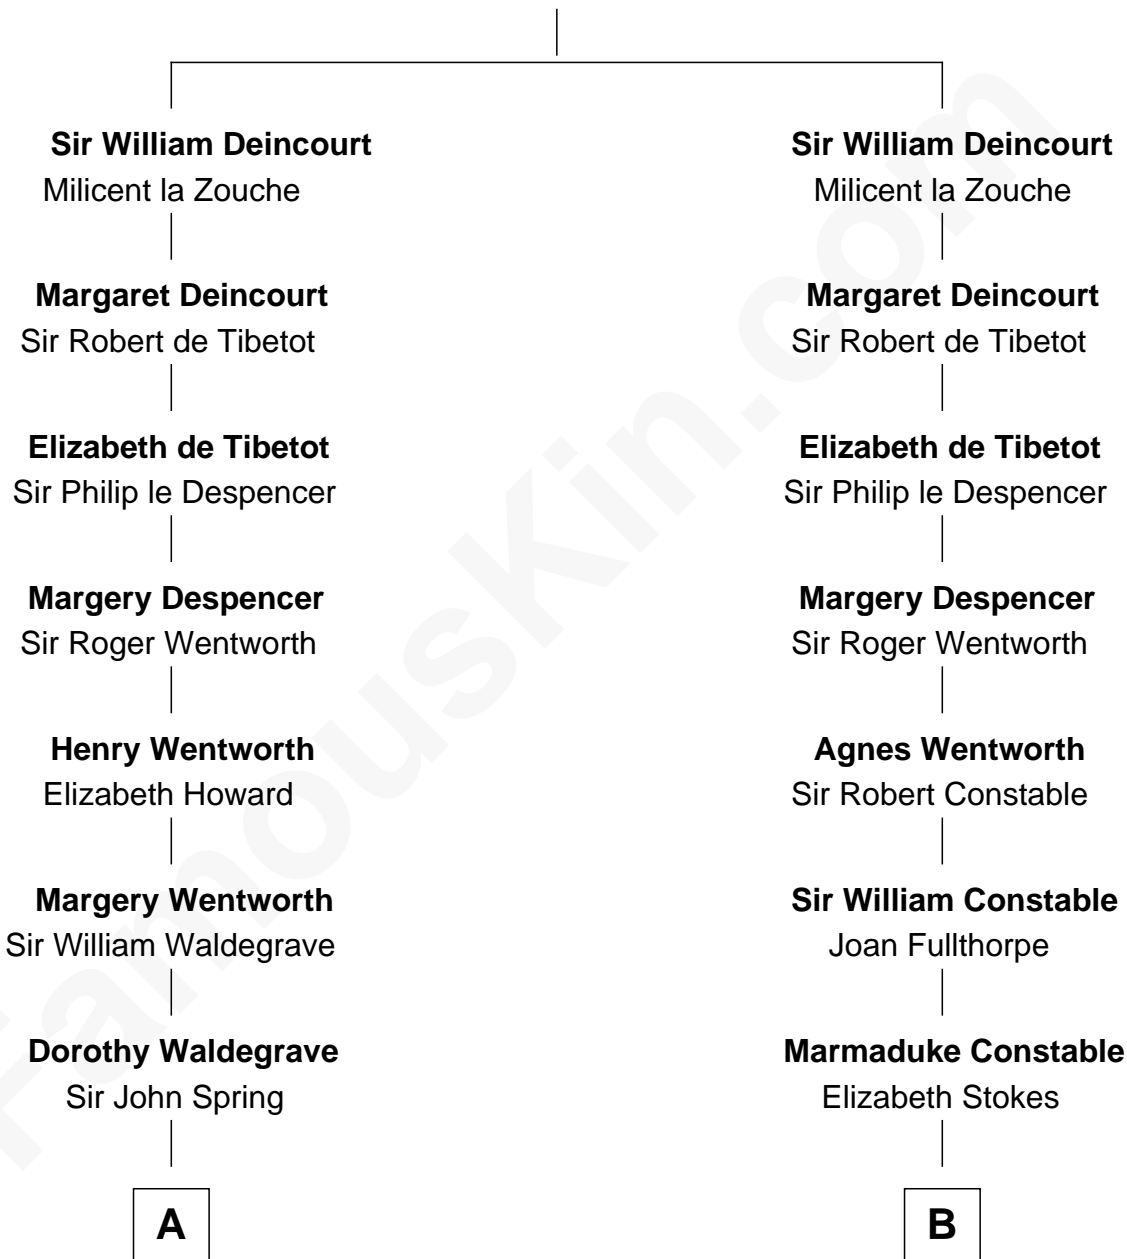 Sir William Deincourt
Milicent la Zouche
Margaret Deincourt
Sir Robert de Tibetot
Elizabeth de Tibetot
Sir Philip le Despencer
Margery Despencer
Sir Roger Wentworth
Henry Wentworth
Elizabeth Howard
Margery Wentworth
Sir William Waldegrave
Dorothy Waldegrave
Sir John Spring
A
Sir William Deincourt
Milicent la Zouche
Margaret Deincourt
Sir Robert de Tibetot
Elizabeth de Tibetot
Sir Philip le Despencer
Margery Despencer
Sir Roger Wentworth
Agnes Wentworth
Sir Robert Constable
Sir William Constable
Joan Fullthorpe
Marmaduke Constable
Elizabeth Stokes
B
FamousKin.com